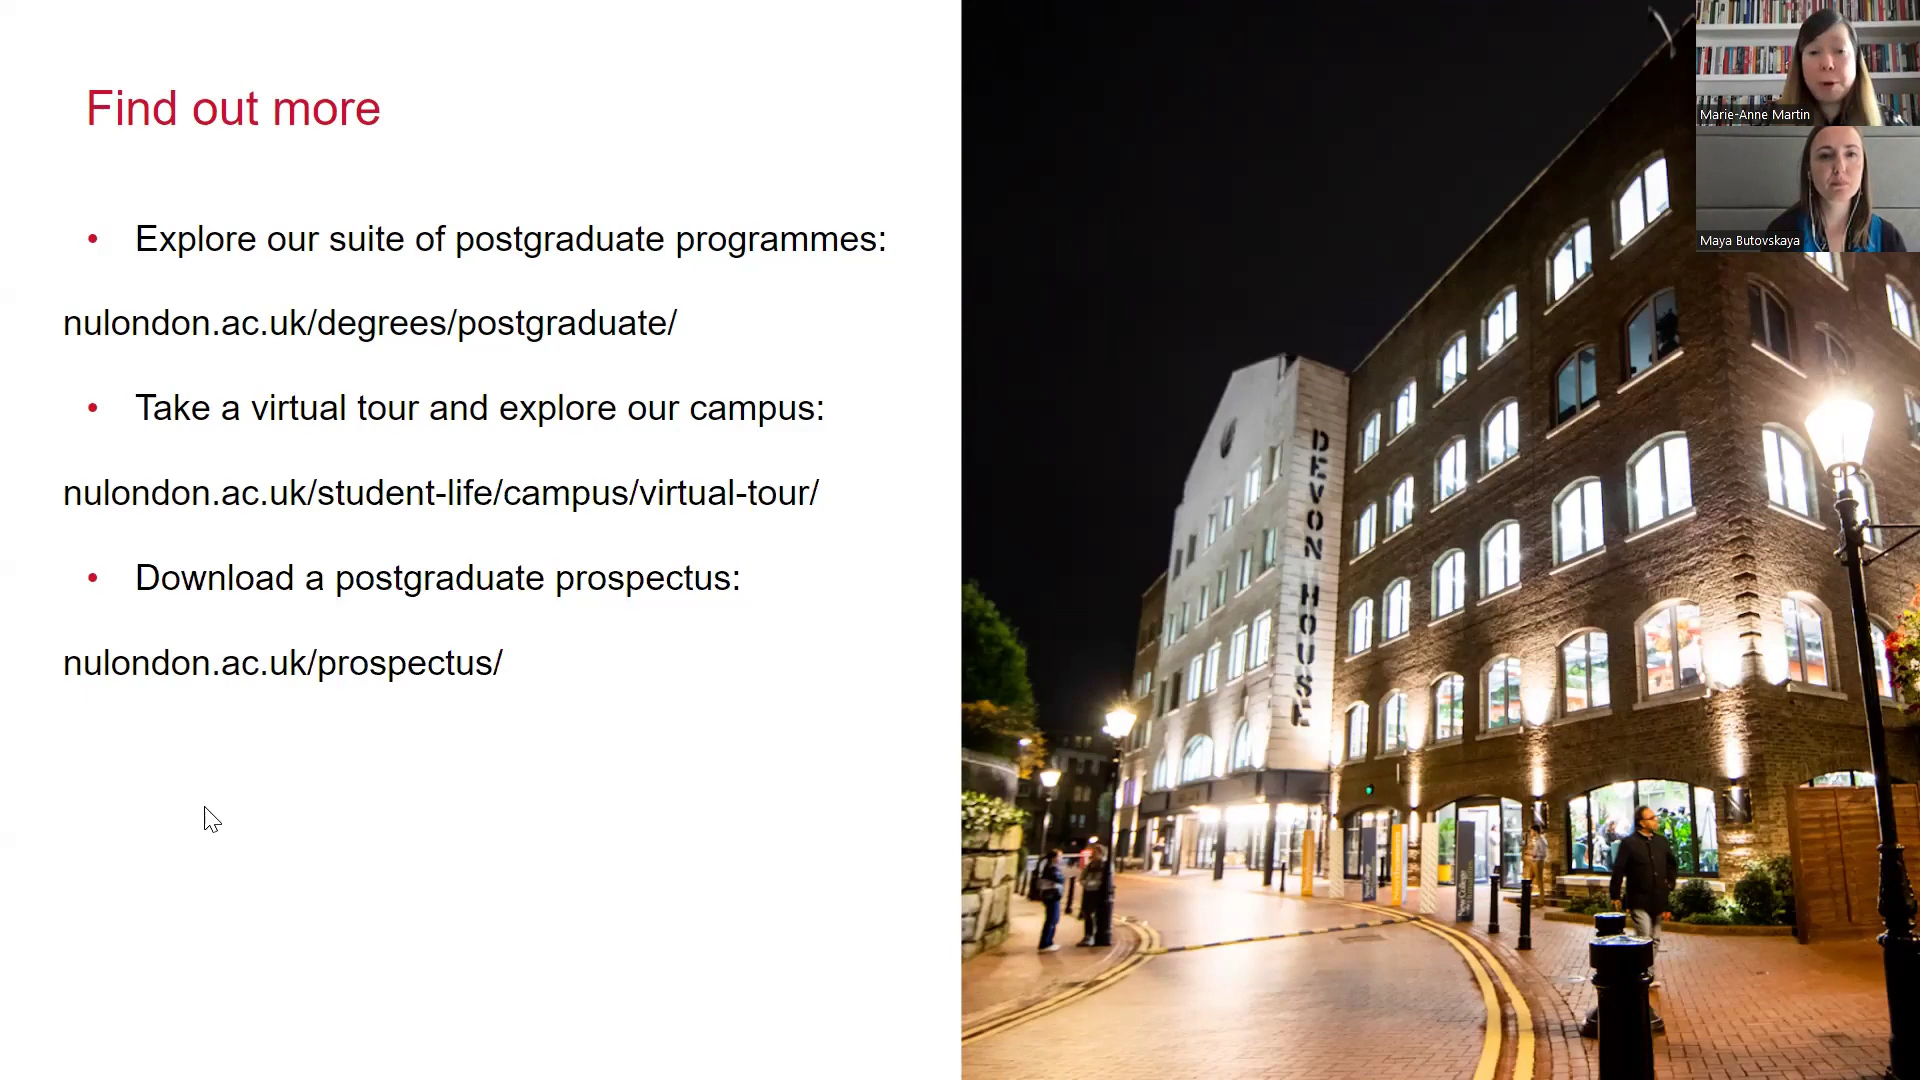 Find out more
• Explore our suite of postgraduate programmes:
nulondon.ac.uk/degrees/postgraduate/
• Take a virtual tour and explore our campus:
nulondon.ac.uk/student-life/campus/virtual-tour/
• Download a postgraduate prospectus:
nulondon.ac.uk/prospectus/
DEVON HOUSE
Marie-Anne Martin
Maya Butovskaya